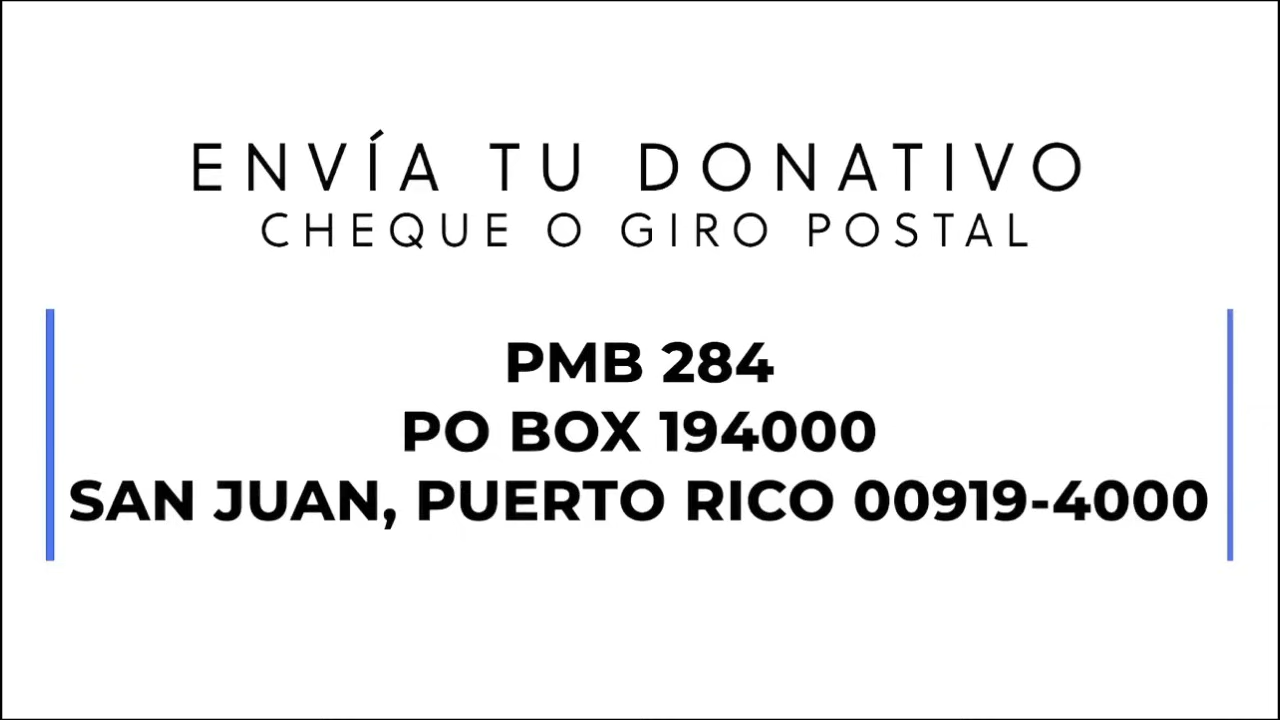 ENVÍA TU DONATIVO
CHEQUE O GIRO POSTAL
PMB 284
PO BOX 194000
SAN JUAN, PUERTO RICO 00919-4000